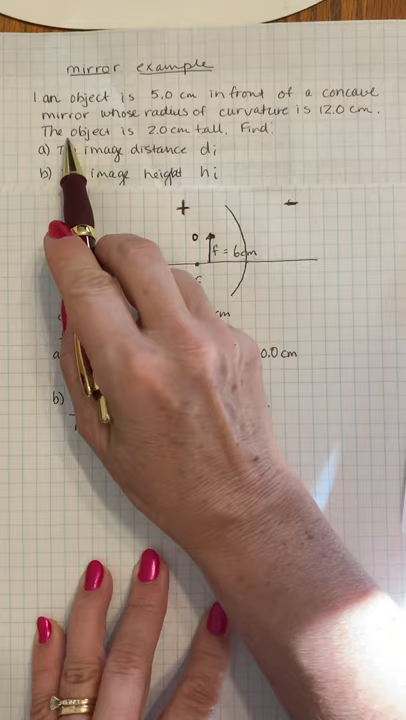 mirror example
1. an object is 5.0 cm in front of a concave
mirror whose radius of curvature is 12.0 cm.
The object is 2.0 cm tall. Find:
a) image distance di
b) image height hi
+ -
o f = 6cm
c
cm
a 0.0 cm
b)